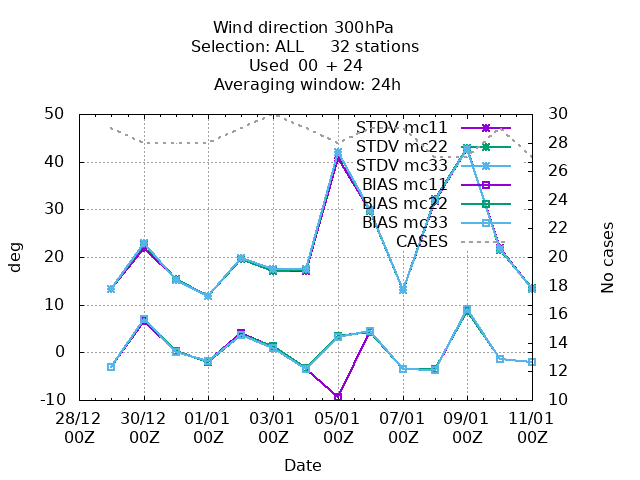 Wind direction 300hPa
Selection: ALL 32 stations
Used 00 + 24
Averaging window: 24h
50 30
STDV mc11
28
STDV mc22
40 STDV mc33 26
BIAS mc11
24
30 BIAS mc22
BIAS mc33 22
CASES
deg 20 20 No cases
18
10 16
14
0
12
-10 10
28/12 30/12 01/01 03/01 05/01 07/01 09/01 11/01
00Z 00Z 00Z 00Z 00Z 00Z 00Z 00Z
Date